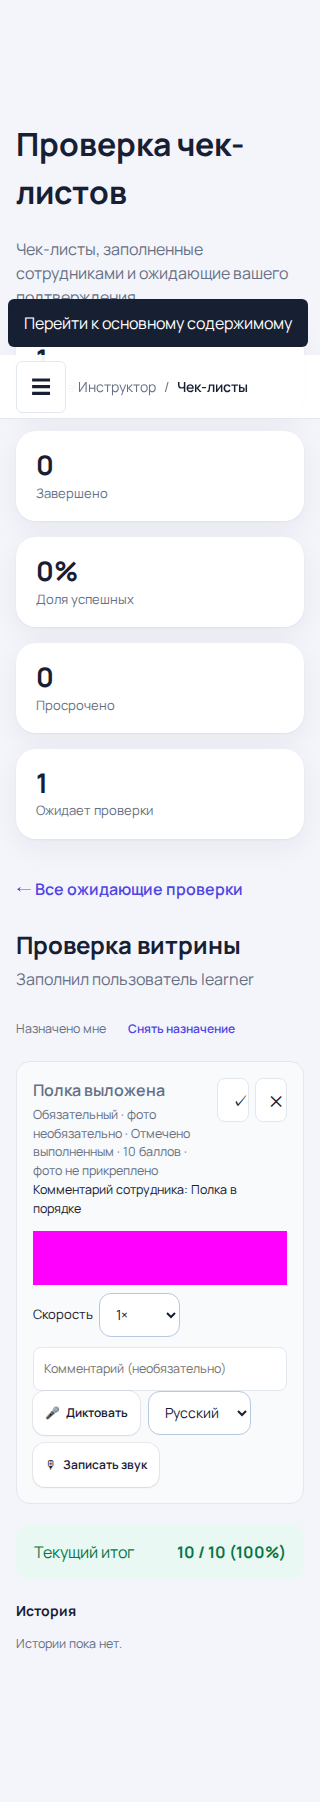 Проверка чек-
листов
Чек-листы, заполненные
сотрудниками и ожидающие вашего
подтверждения
Перейти к основному содержимому
☰ Инструктор / Чек-листы
0
Завершено
0%
Доля успешных
0
Просрочено
1
Ожидает проверки
← Все ожидающие проверки
Проверка витрины
Заполнил пользователь learner
Назначено мне Снять назначение
Полка выложена ✓ ×
Обязательный · фото
необязательно · Отмечено
выполненным · 10 баллов ·
фото не прикреплено
Комментарий сотрудника: Полка в
порядке
Скорость 1×
Комментарий (необязательно)
🎤 Диктовать Русский
🎙 Записать звук
Текущий итог 10 / 10 (100%)
История
Истории пока нет.